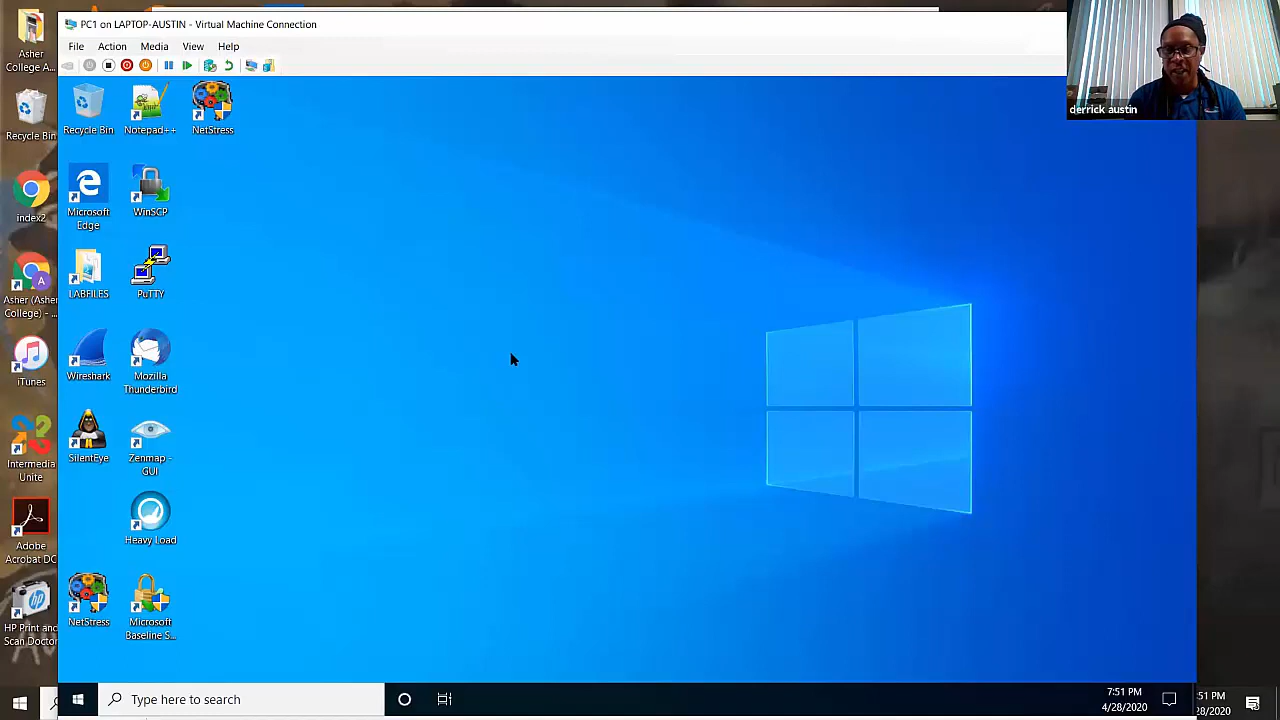 PC1 on LAPTOP-AUSTIN - Virtual Machine Connection
File Action Media View Help
derrick austin
Asher
College A...
Recycle Bin
index2
Asher (Asher
College) - ...
iTunes
Intermedia
Unite
Adobe
Acrobat DC
HP Print and
Scan Doctor
Recycle Bin
Notepad++
NetStress
Microsoft
Edge
WinSCP
LABFILES
PuTTY
Wireshark
Mozilla
Thunderbird
SilentEye
Zenmap -
GUI
Heavy Load
NetStress
Microsoft
Baseline S...
Type here to search
7:51 PM
4/28/2020
:51 PM
28/2020